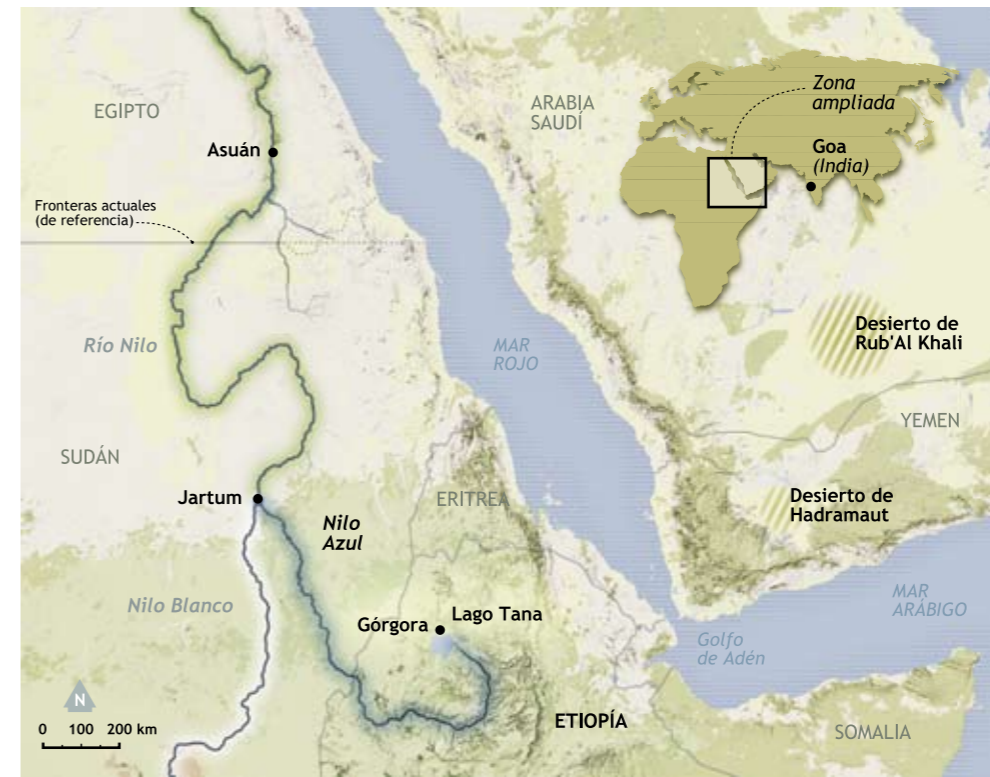 EGIPTO
ARABIA
SAUDÍ
Zona
ampliada
Asuán
Goa
(India)
Fronteras actuales
(de referencia)
Río Nilo
MAR
ROJO
Desierto de
Rub'Al Khali
YEMEN
SUDÁN
Jartum
ERITREA
Desierto de
Hadramaut
Nilo
Azul
Nilo Blanco
MAR
ARÁBIGO
Górgora
Lago Tana
Golfo
de Adén
N
0 100 200 km
ETIOPÍA
SOMALIA